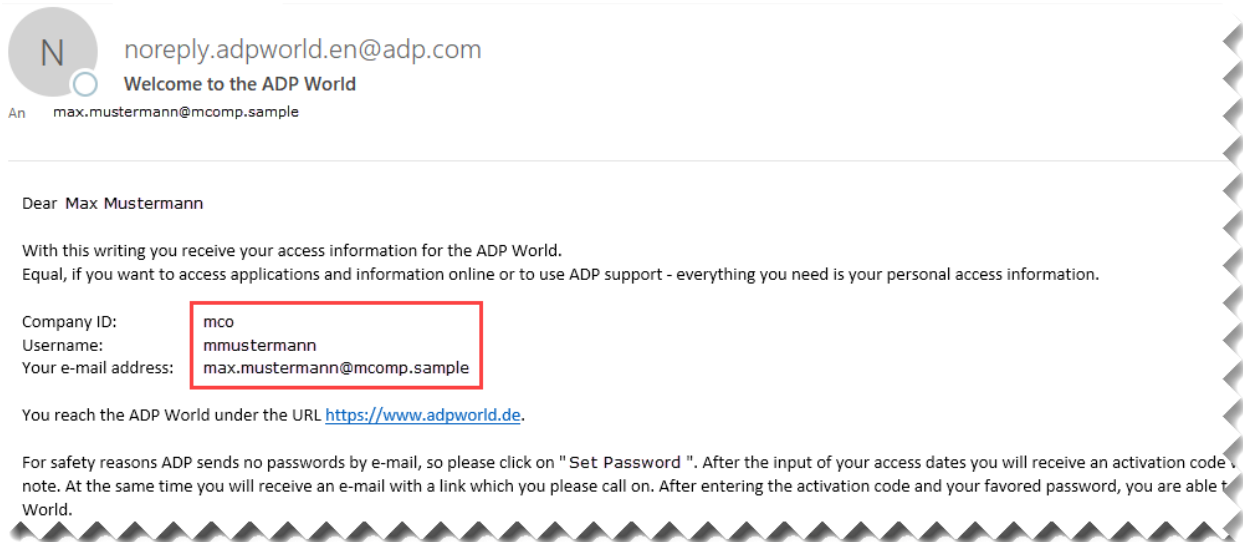 N
noreply.adpworld.en@adp.com
Welcome to the ADP World
An max.mustermann@mcomp.sample
Dear Max Mustermann
With this writing you receive your access information for the ADP World.
Equal, if you want to access applications and information online or to use ADP support - everything you need is your personal access information.
Company ID: mco
Username: mmustermann
Your e-mail address: max.mustermann@mcomp.sample
You reach the ADP World under the URL https://www.adpworld.de.
For safety reasons ADP sends no passwords by e-mail, so please click on " Set Password ". After the input of your access dates you will receive an activation code
note. At the same time you will receive an e-mail with a link which you please call on. After entering the activation code and your favored password, you are able
World.